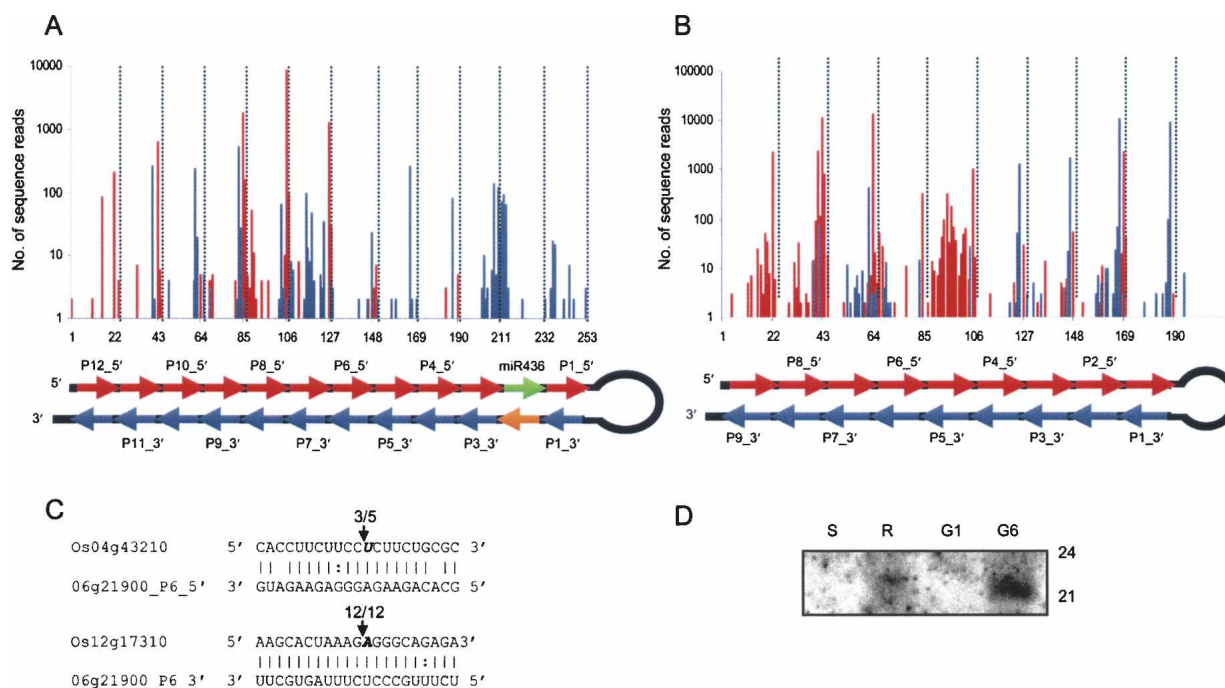 A
No. of sequence reads
10000
1000
100
10
1
1 22 43 64 85 106 127 148 169 190 211 232 253
P12_5′ P10_5′ P8_5′ P6_5′ P4_5′ miR436 P1_5′
5′
3′
P11_3′ P9_3′ P7_3′ P5_3′ P3_3′ P1_3′
B
No. of sequence reads
100000
10000
1000
100
10
1
1 22 43 64 85 106 127 148 169 190
P8_5′ P6_5′ P4_5′ P2_5′
5′
3′
P9_3′ P7_3′ P5_3′ P3_3′ P1_3′
C
3/5
Os04g43210 5′ CACCUUCUUCCUCUUCUGCGC 3′
06g21900_P6_5′ 3′ GUAGAAGAGGGAGAAGACACG 5′
12/12
Os12g17310 5′ AAGCACUAAAGAGGGCAGAGA3′
06g21900_P6_3′ 3′ UUCGUGAUUUCUCCCGUUUCU 5′
D
S R G1 G6
24
21